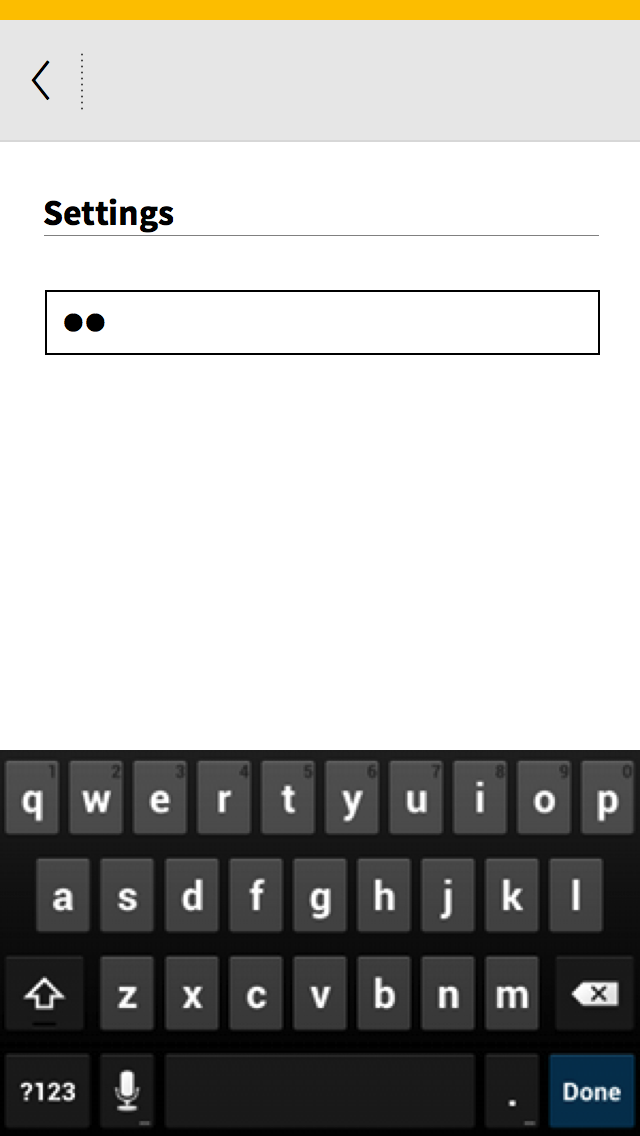 Settings
●●
1 2 3 4 5 6 7 8 9 0
q w e r t y u i o p
a s d f g h j k l
z x c v b n m
?123 . Done